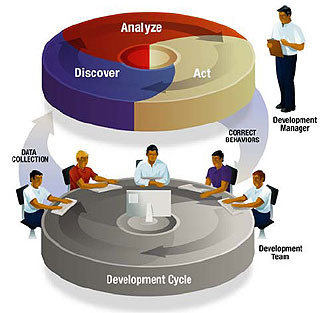 Analyze
Discover
Act
Development
Manager
DATA
COLLECTION
CORRECT
BEHAVIORS
Development
Team
Development Cycle